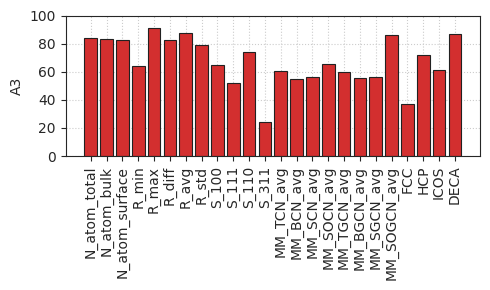 100
80
60
40
20
0
A3
N_atom_total
N_atom_bulk
N_atom_surface
R_min
R_max
R_diff
R_avg
R_std
S_100
S_111
S_110
S_311
MM_TCN_avg
MM_BCN_avg
MM_SCN_avg
MM_SOCN_avg
MM_TGCN_avg
MM_BGCN_avg
MM_SGCN_avg
MM_SOGCN_avg
FCC
HCP
ICOS
DECA